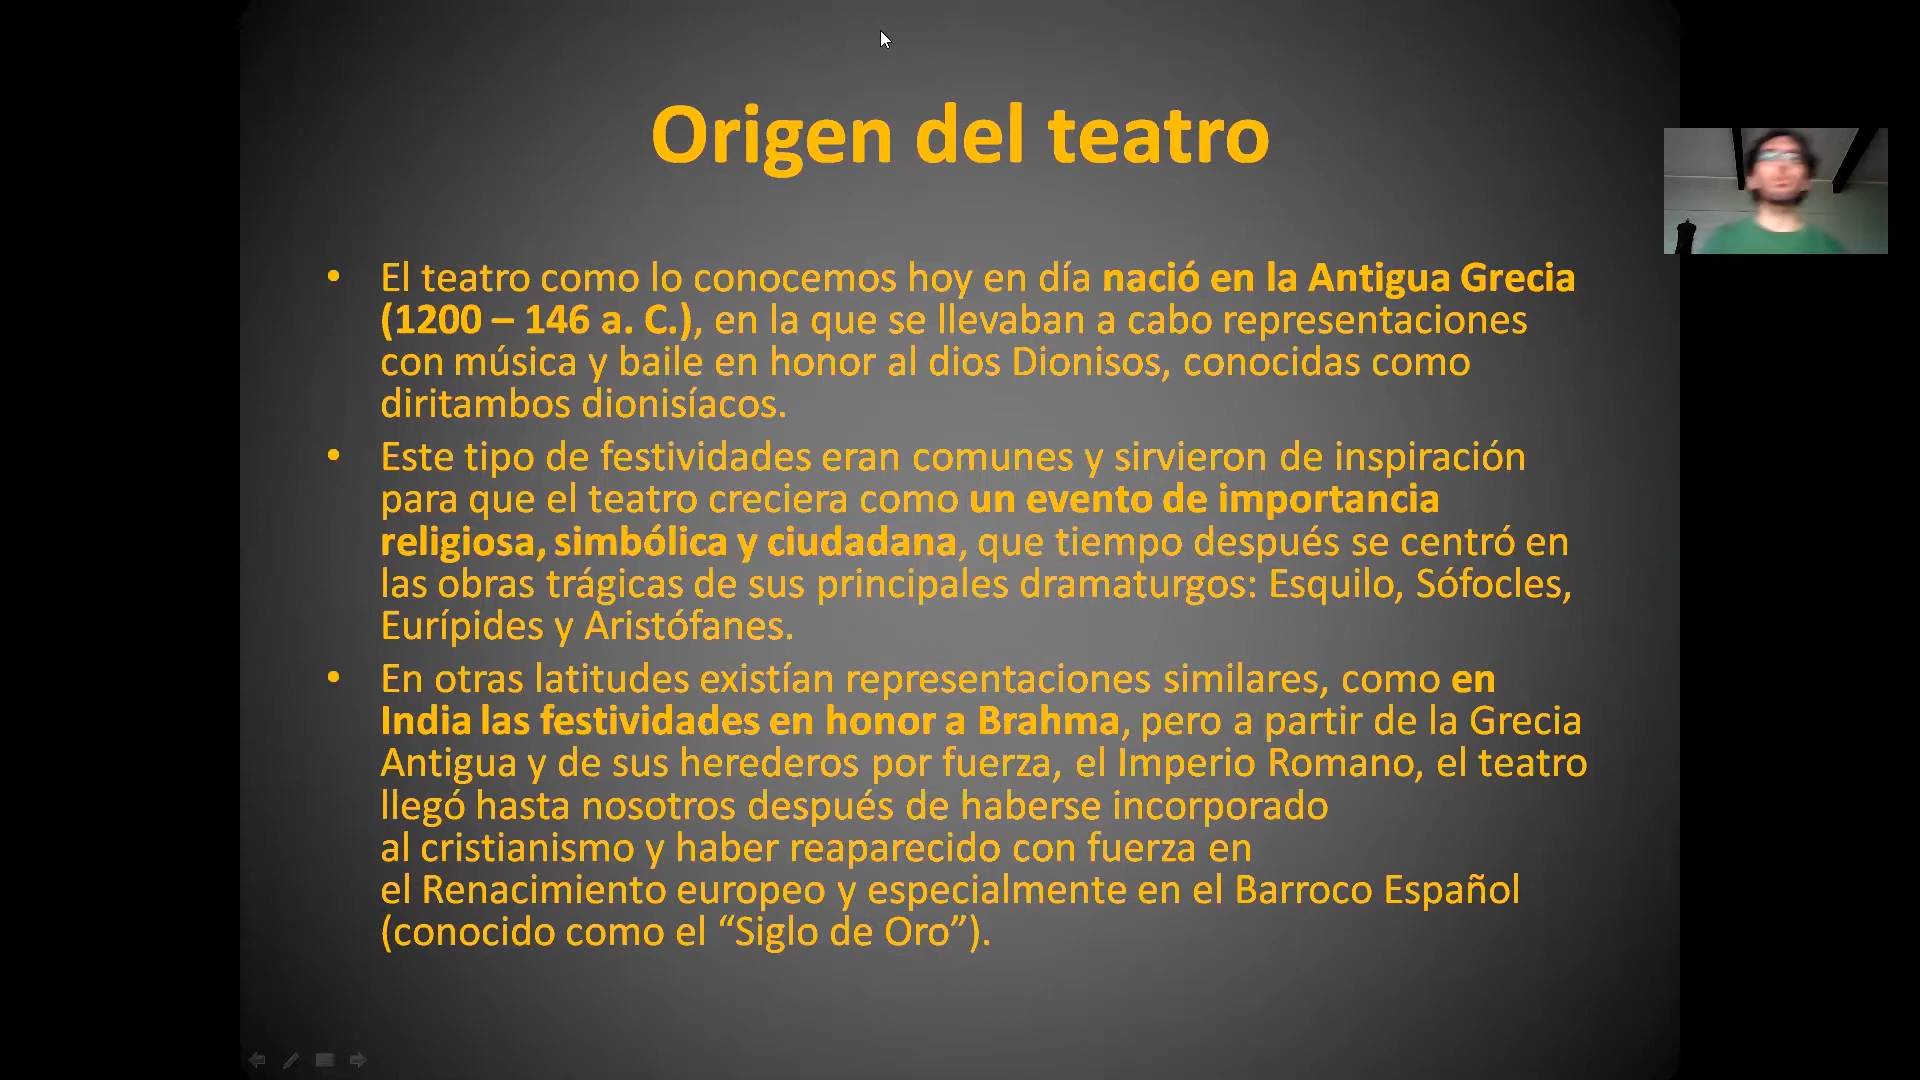 Origen del teatro
• El teatro como lo conocemos hoy en día nació en la Antigua Grecia
(1200 – 146 a. C.), en la que se llevaban a cabo representaciones
con música y baile en honor al dios Dionisos, conocidas como
diritambos dionisíacos.
• Este tipo de festividades eran comunes y sirvieron de inspiración
para que el teatro creciera como un evento de importancia
religiosa, simbólica y ciudadana, que tiempo después se centró en
las obras trágicas de sus principales dramaturgos: Esquilo, Sófocles,
Eurípides y Aristófanes.
• En otras latitudes existían representaciones similares, como en
India las festividades en honor a Brahma, pero a partir de la Grecia
Antigua y de sus herederos por fuerza, el Imperio Romano, el teatro
llegó hasta nosotros después de haberse incorporado
al cristianismo y haber reaparecido con fuerza en
el Renacimiento europeo y especialmente en el Barroco Español
(conocido como el “Siglo de Oro”).